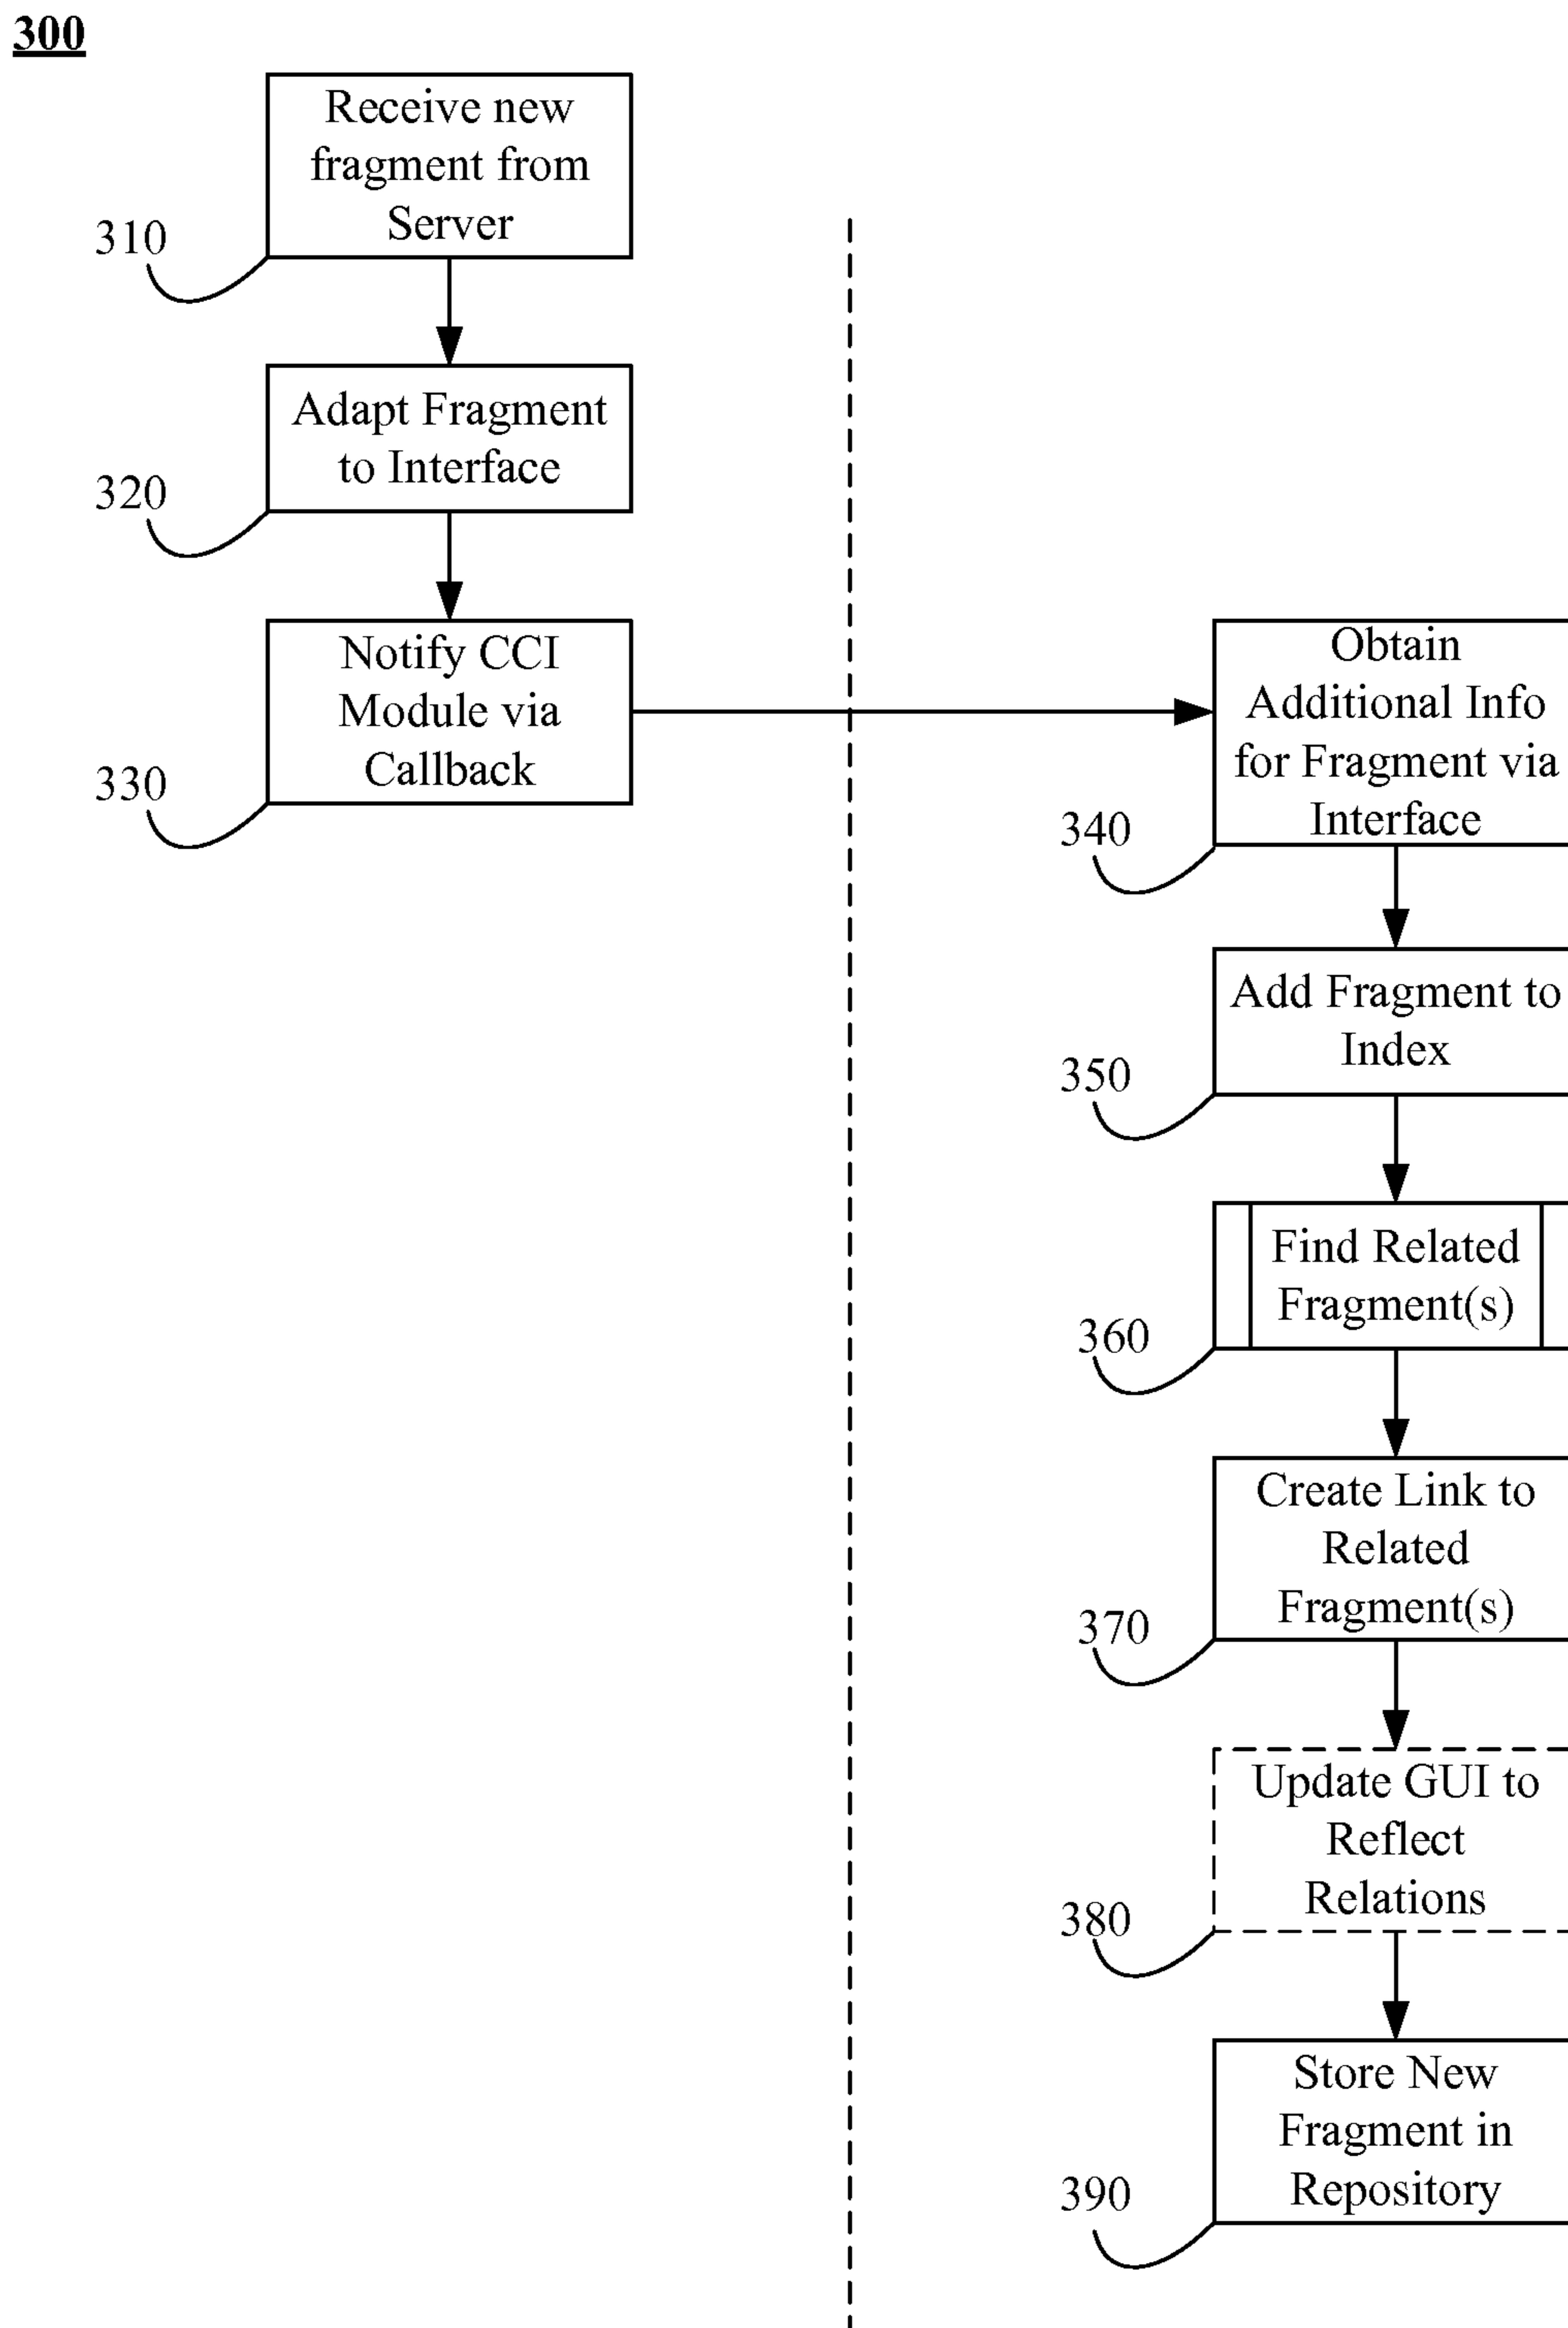 300
Receive new
fragment from
Server
310
Adapt Fragment
to Interface
320
Notify CCI
Module via
Callback
330
Obtain
Additional Info
for Fragment via
Interface
340
Add Fragment to
Index
350
Find Related
Fragment(s)
360
Create Link to
Related
Fragment(s)
370
Update GUI to
Reflect
Relations
380
Store New
Fragment in
Repository
390